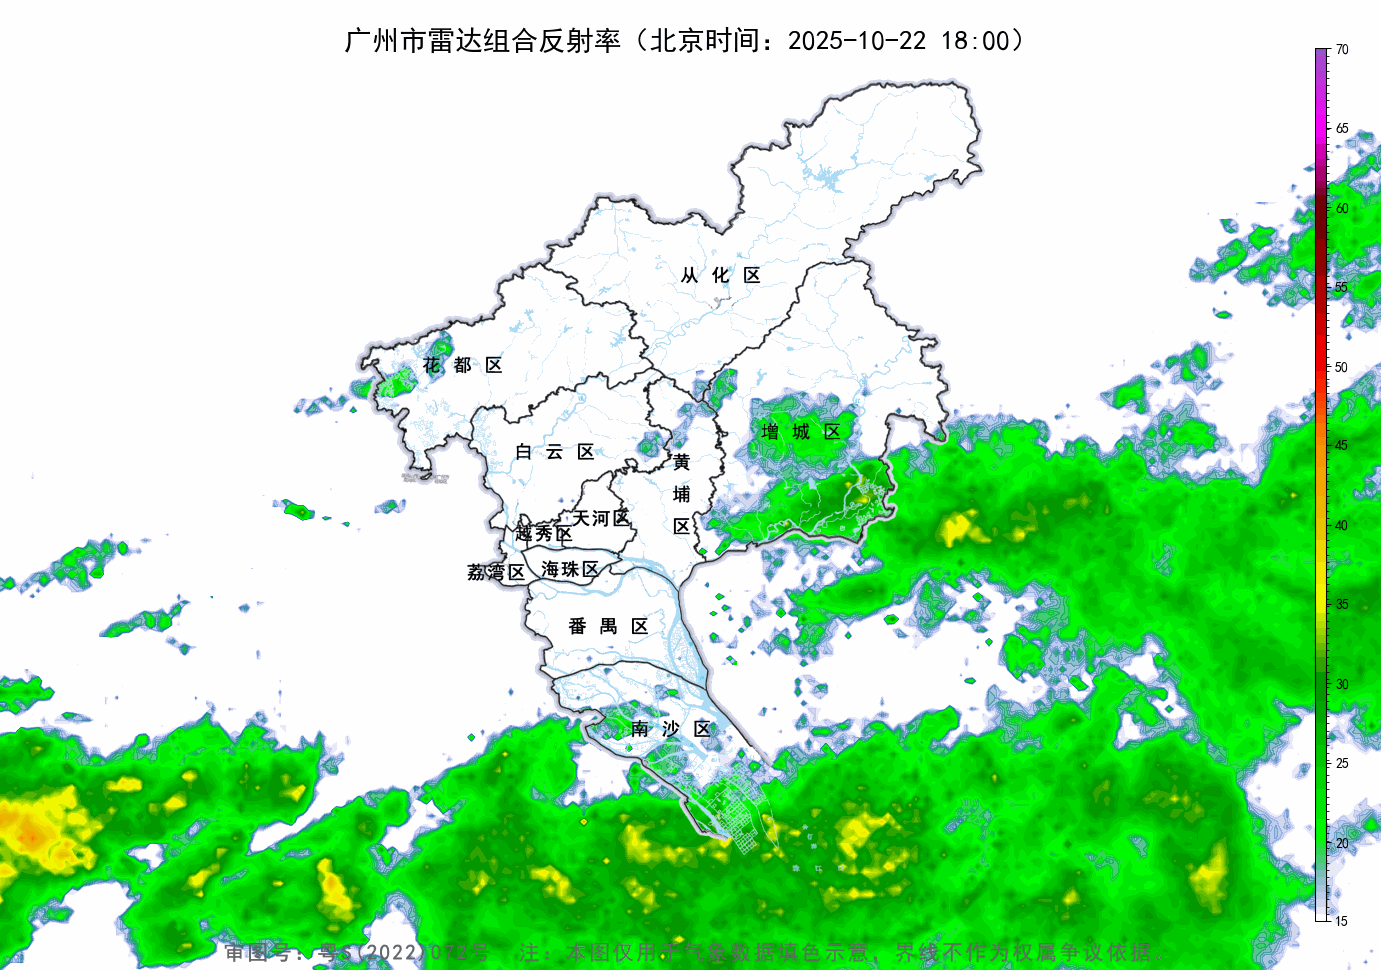 广州市雷达组合反射率（北京时间：2025-10-22 18:00）
70
65
60
55
50
45
40
35
30
25
20
15
从化区
花都区
增城区
白云区
黄埔区
天河区
越秀区
荔湾区
海珠区
番禺区
南沙区
审图号：粤S(2022)072号 注：本图仅用于气象数据填色示意，界线不作为权属争议依据。